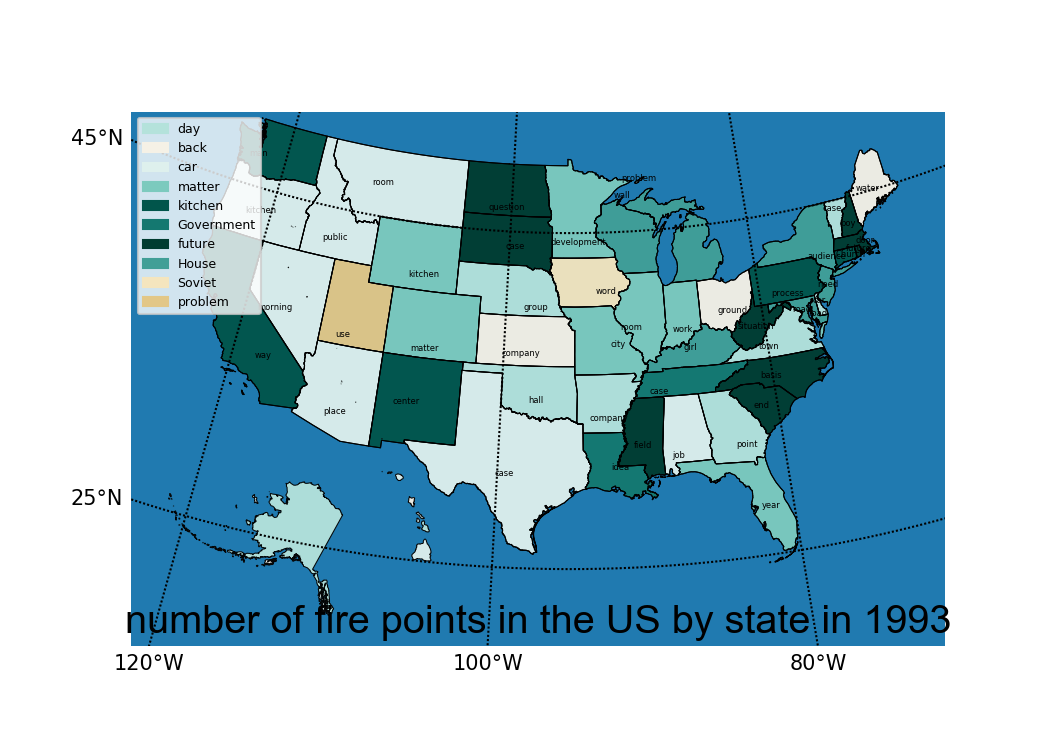 45°N
day
back
car
matter
kitchen
Government
future
House
Soviet
problem
room
problem
wall
question
water
kitchen
case
boy
public
case
development
audience
kitchen
need
process
word
morning
group
ground
situation
road
use
room
work
city
girl
town
way
matter
company
basis
case
place
center
hall
end
company
point
field
job
idea
case
25°N
year
number of fire points in the US by state in 1993
120°W
100°W
80°W